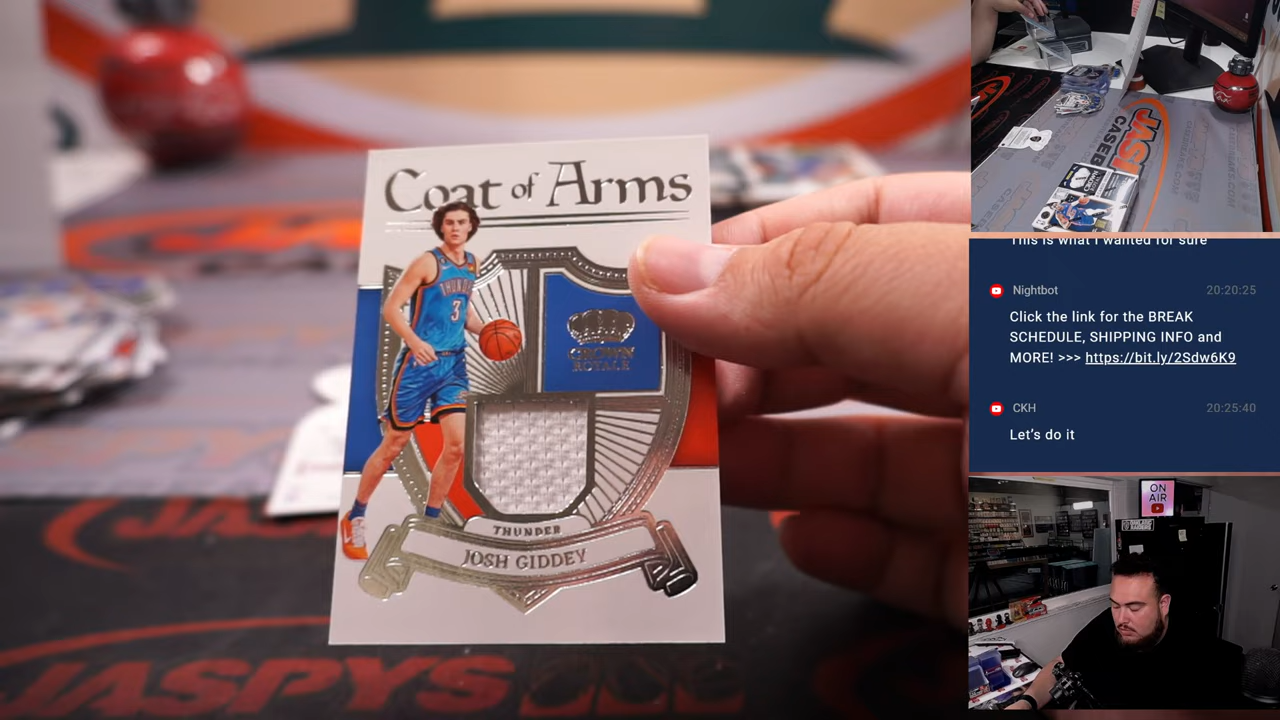 Coat of Arms
THUNDER
3
CROWN
ROYALE
THUNDER
JOSH GIDDEY
JASPYS
This is what I wanted for sure
Nightbot
20:20:25
Click the link for the BREAK
SCHEDULE, SHIPPING INFO and
MORE! >>> https://bit.ly/2Sdw6K9
CKH
20:25:40
Let's do it
ON
AIR